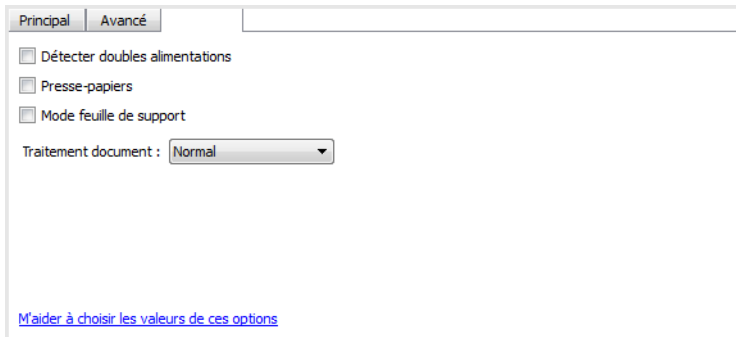 Principal Avancé
Détecter doubles alimentations
Presse-papiers
Mode feuille de support
Traitement document : Normal
M'aider à choisir les valeurs de ces options